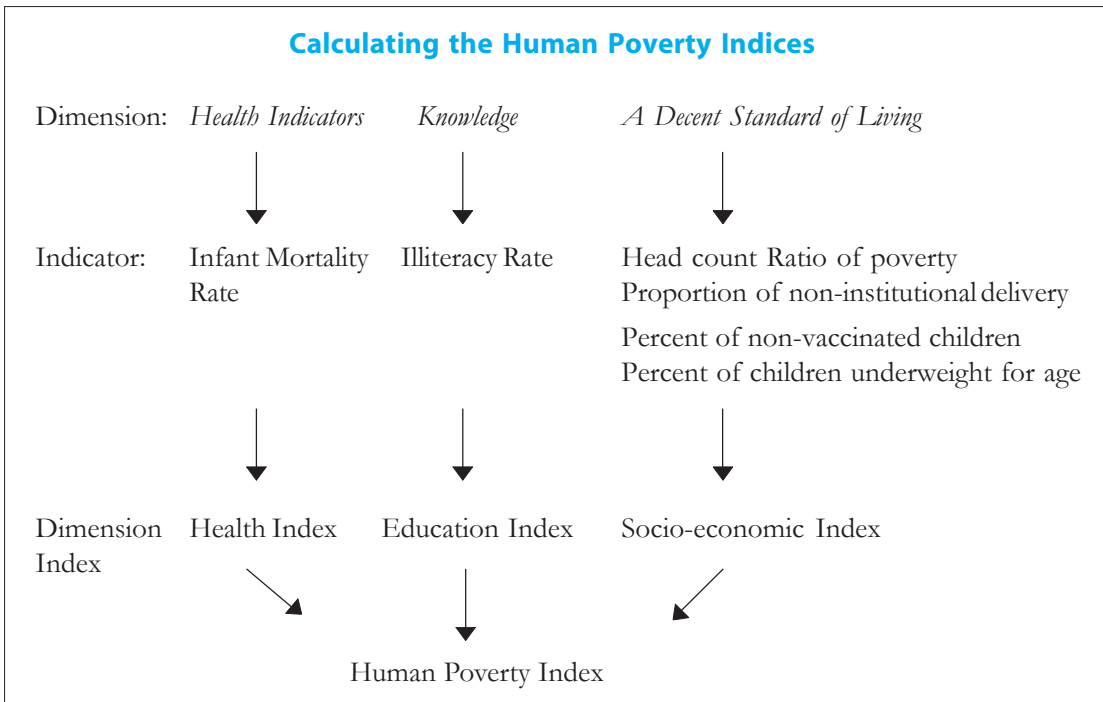 Calculating the Human Poverty Indices
Dimension: Health Indicators Knowledge A Decent Standard of Living
Indicator: Infant Mortality Illiteracy Rate Head count Ratio of poverty
Rate Proportion of non-institutional delivery
Percent of non-vaccinated children
Percent of children underweight for age
Dimension Health Index Education Index Socio-economic Index
Index
Human Poverty Index